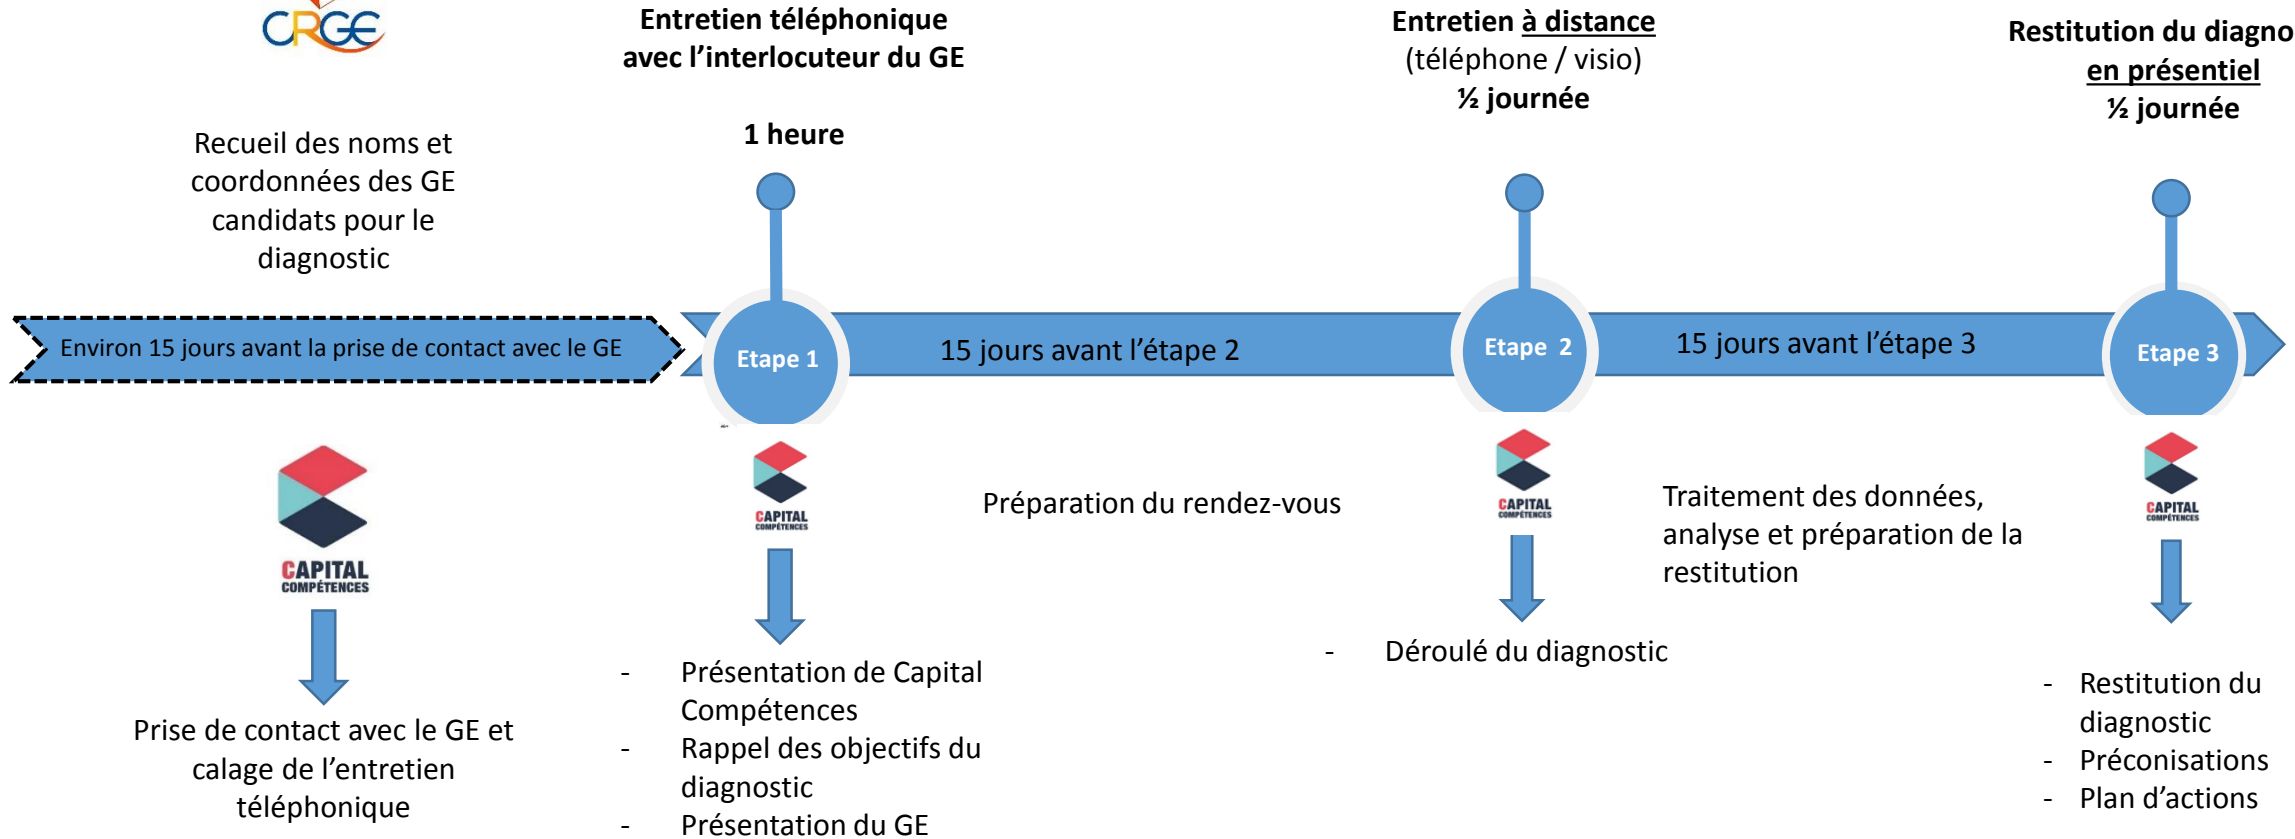 CRGE
Recueil des noms et
coordonnées des GE
candidats pour le
diagnostic
Entretien téléphonique
avec l’interlocuteur du GE
1 heure
Entretien à distance
(téléphone / visio)
½ journée
Restitution du diagno
en présentiel
½ journée
Environ 15 jours avant la prise de contact avec le GE
Etape 1
15 jours avant l’étape 2
Etape 2
15 jours avant l’étape 3
Etape 3
CAPITAL
COMPÉTENCES
Prise de contact avec le GE et
calage de l’entretien
téléphonique
CAPITAL
COMPÉTENCES
- Présentation de Capital
Compétences
- Rappel des objectifs du
diagnostic
- Présentation du GE
Préparation du rendez-vous
CAPITAL
COMPÉTENCES
- Déroulé du diagnostic
Traitement des données,
analyse et préparation de la
restitution
CAPITAL
COMPÉTENCES
- Restitution du
diagnostic
- Préconisations
- Plan d’actions